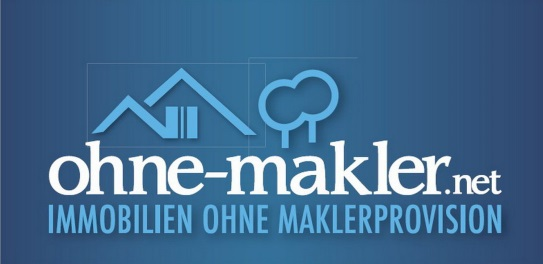 ohne-makler.net
IMMOBILIEN OHNE MAKLERPROVISION